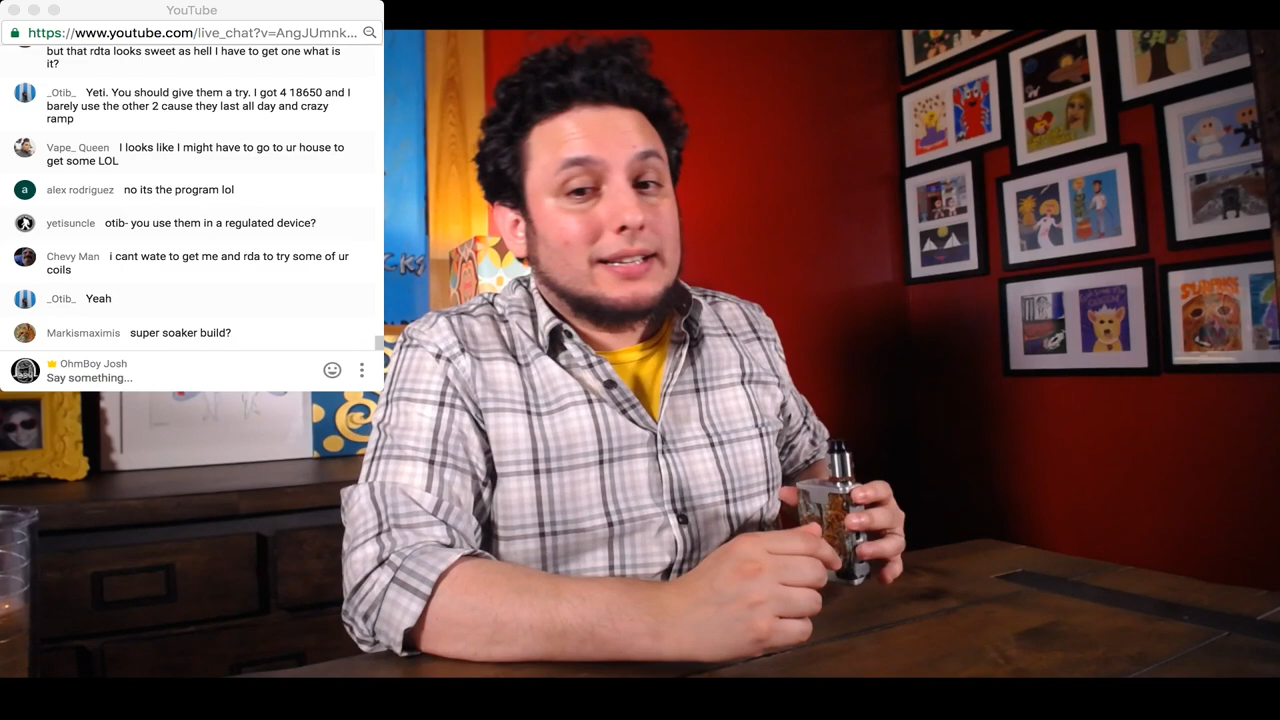 YouTube
https://www.youtube.com/live_chat?v=AngJUmnk...
but that rdta looks sweet as hell I have to get one what is
it?
_Otib_ Yeti. You should give them a try. I got 4 18650 and I
barely use the other 2 cause they last all day and crazy
ramp
Vape_ Queen I looks like I might have to go to ur house to
get some LOL
a alex rodriguez no its the program lol
yetisuncle otib- you use them in a regulated device?
Chevy Man i cant wate to get me and rda to try some of ur
coils
_Otib_ Yeah
Markismaximis super soaker build?
OhmBoy Josh
Say something...
CKS